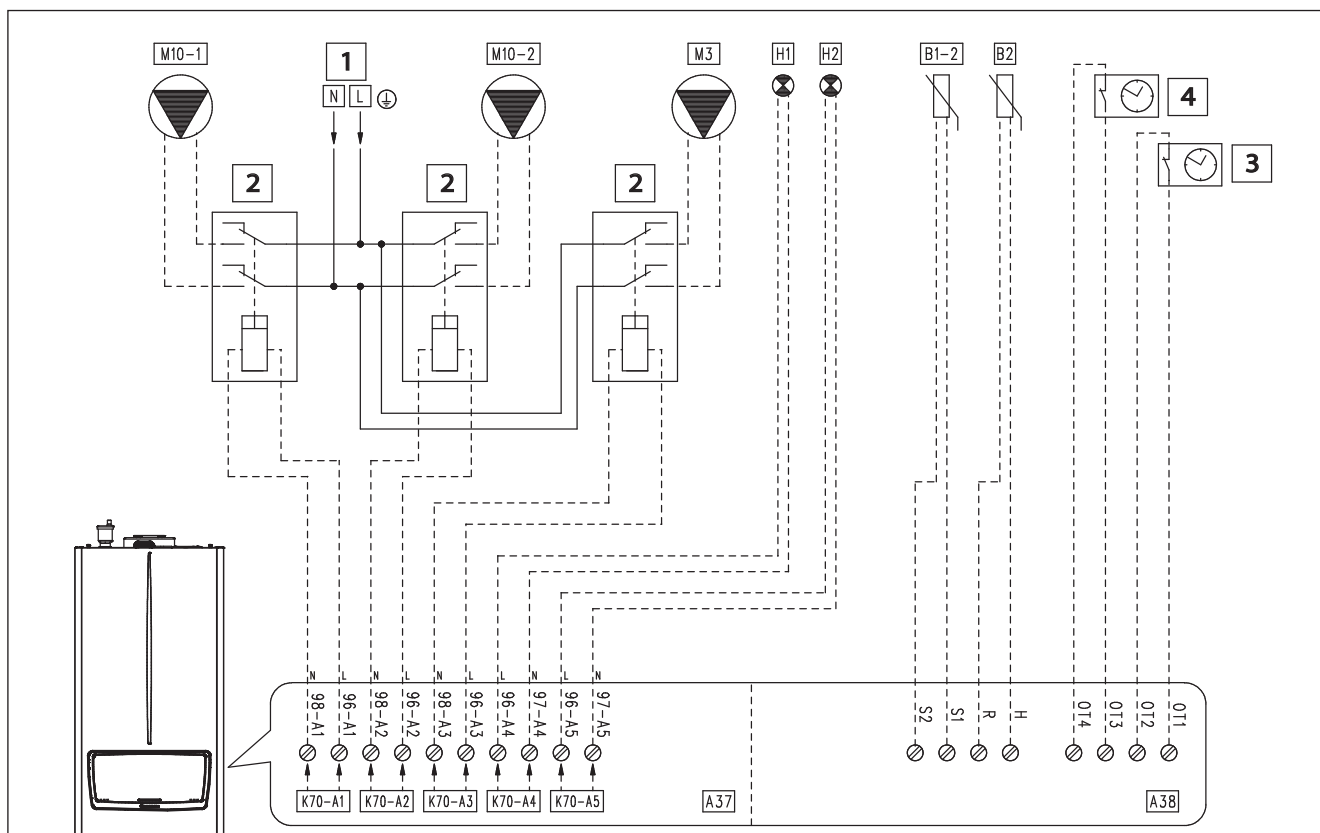 M10-1 1 M10-2 M3 H1 H2 B1-2 B2
N L
4
3
2 2 2
N L N L N L L N L N
98-A1 96-A1 98-A2 96-A2 98-A3 96-A3 96-A4 97-A4 96-A5 97-A5 S2 S1 R H OT4 OT3 OT2 OT1
K70-A1 K70-A2 K70-A3 K70-A4 K70-A5 A37 A38